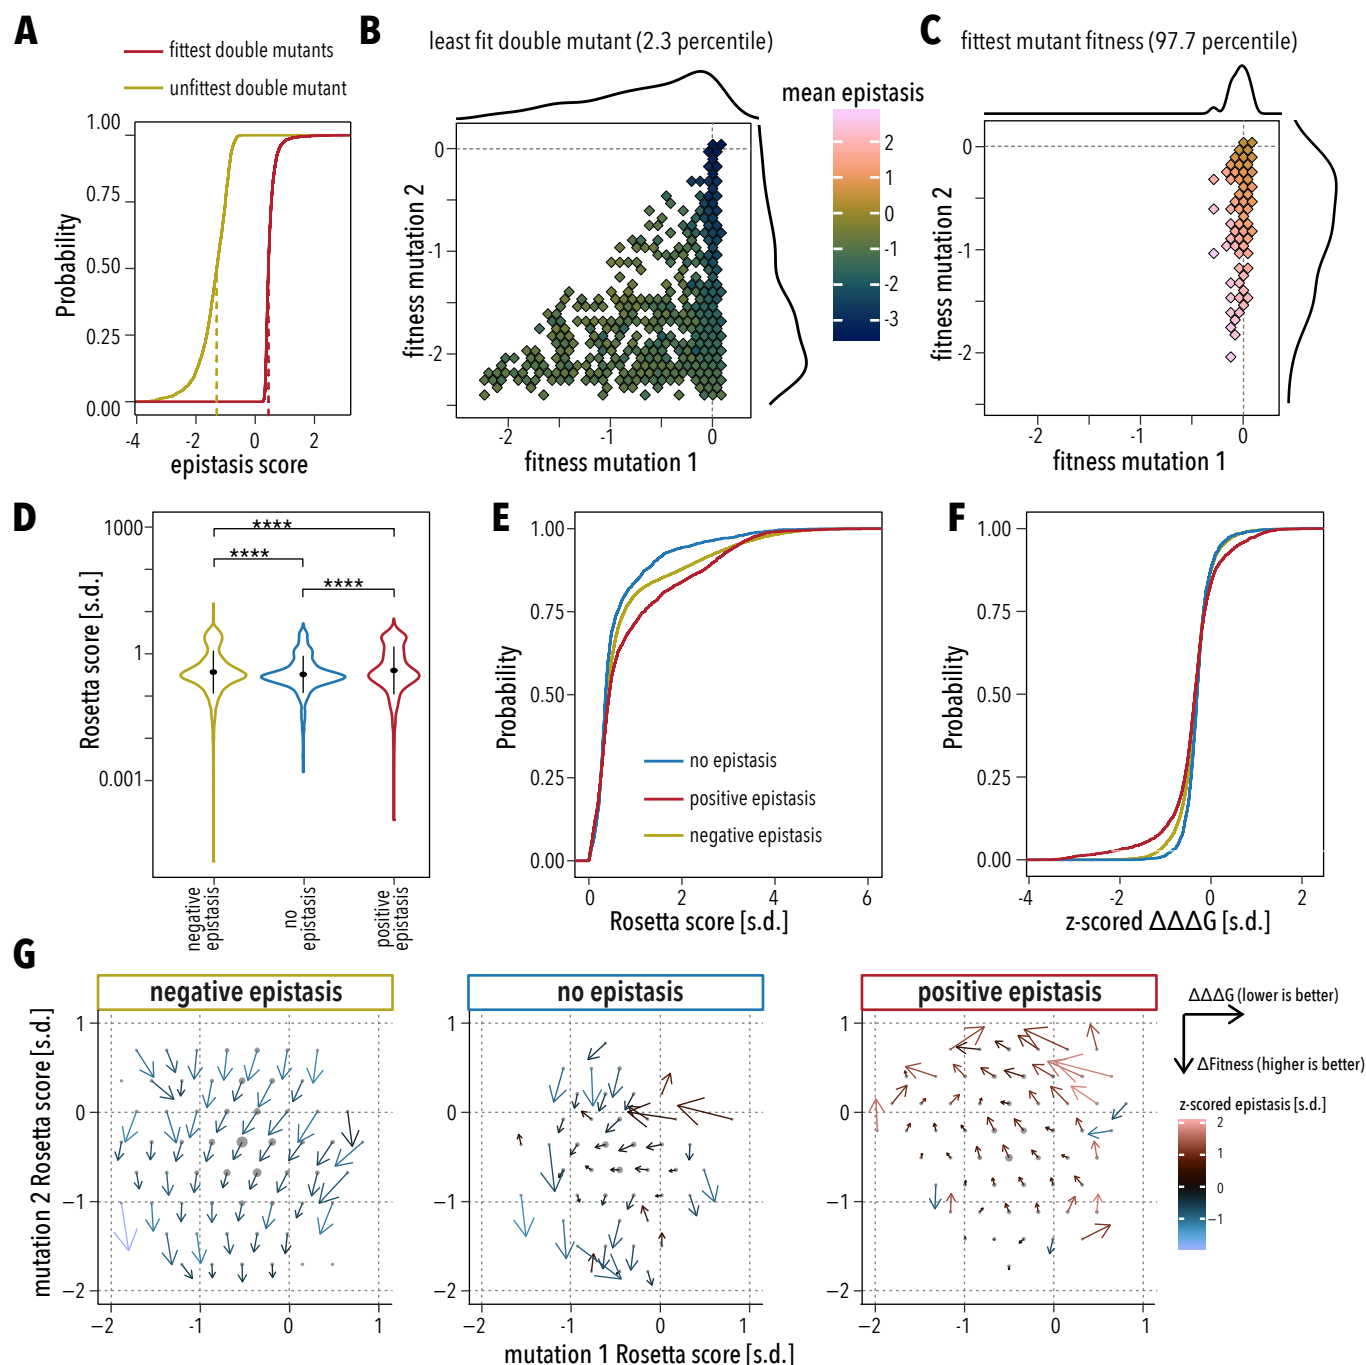 A
fittest double mutants
unfittest double mutant
1.00
0.75
0.50
0.25
0.00
Probability
-4
-2
0
2
epistasis score
B
least fit double mutant (2.3 percentile)
0
-1
-2
fitness mutation 2
-2
-1
0
fitness mutation 1
mean epistasis
2
1
0
-1
-2
-3
C
fittest mutant fitness (97.7 percentile)
0
-1
-2
fitness mutation 2
-2
-1
0
fitness mutation 1
D
1000
1
0.001
Rosetta score [s.d.]
****
****
****
negative
epistasis
no
epistasis
positive
epistasis
E
1.00
0.75
0.50
0.25
0.00
Probability
no epistasis
positive epistasis
negative epistasis
0
2
4
6
Rosetta score [s.d.]
F
1.00
0.75
0.50
0.25
0.00
Probability
-4
-2
0
2
z-scored ΔΔΔG [s.d.]
G
negative epistasis
no epistasis
positive epistasis
mutation 2 Rosetta score [s.d.]
1
0
−1
−2
−2
-1
0
1
1
0
−1
−2
−2
-1
0
1
1
0
−1
−2
−2
-1
0
1
mutation 1 Rosetta score [s.d.]
ΔΔΔG (lower is better)
ΔFitness (higher is better)
z-scored epistasis [s.d.]
2
1
0
−1